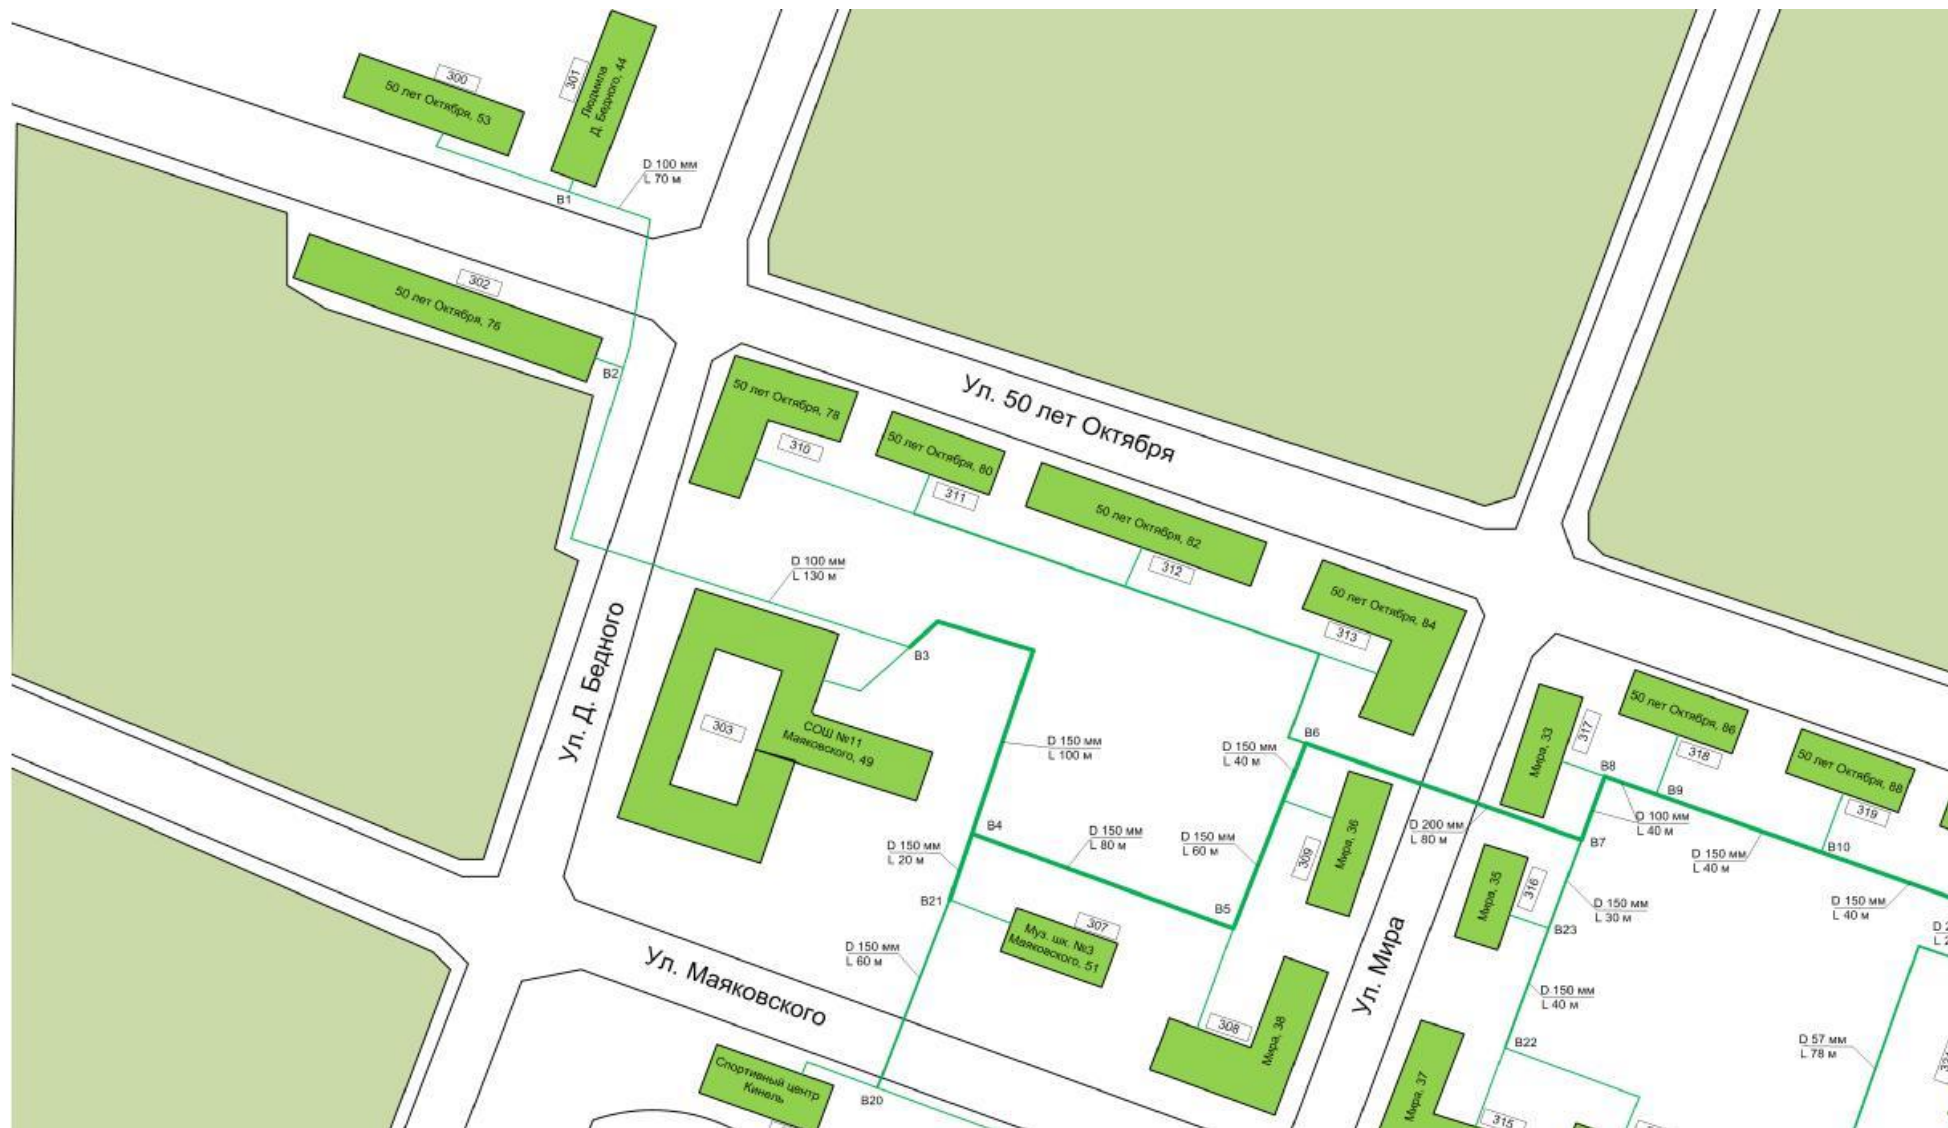 300
50 лет Октября, 53
301
Людмила
Д. Бедного, 44
D 100 мм
L 70 м
B1
302
50 лет Октября, 76
B2
Ул. 50 лет Октября
50 лет Октября, 78
310
50 лет Октября, 80
311
50 лет Октября, 82
312
50 лет Октября, 84
313
D 100 мм
L 130 м
Ул. Д. Бедного
B3
303
СОШ №11
Маяковского, 49
D 150 мм
L 100 м
B6
D 150 мм
L 40 м
Мира, 33
317
50 лет Октября, 86
318
50 лет Октября, 88
319
B8
B9
D 100 мм
L 40 м
B4
D 150 мм
L 80 м
D 150 мм
L 60 м
309
Мира, 36
D 200 мм
L 80 м
B7
D 150 мм
L 40 м
B10
D 150 мм
L 20 м
B21
B5
Мира, 35
316
D 150 мм
L 30 м
B23
D 150 мм
L 40 м
307
Муз. шк. №3
Маяковского, 51
D 150 мм
L 60 м
Ул. Маяковского
Ул. Мира
308
Мира, 38
D 150 мм
L 40 м
B22
D 57 мм
L 78 м
Спортивный центр
Кинель
B20
Мира, 37
315